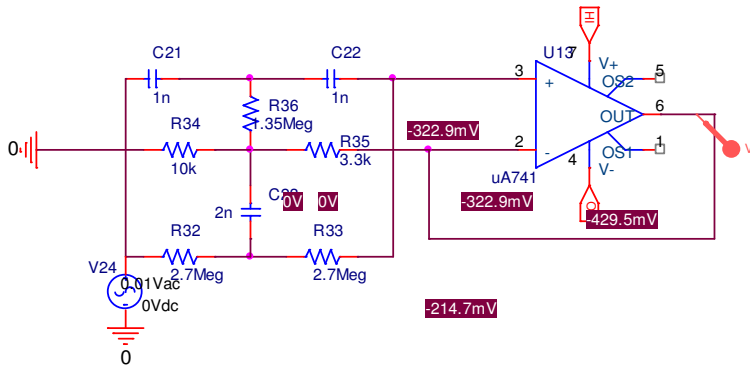 HI
C21
C22
U13
7
V+
5
3
+
OS2
1n
1n
R36
1.35Meg
6
OUT
R34
R35
-322.9mV
0
2
-
OS1
1
V
10k
3.3k
uA741
4
V-
2n
0V
0V
-322.9mV
-429.5mV
R32
R33
V24
2.7Meg
2.7Meg
0.01Vac
-
0Vdc
-214.7mV
0